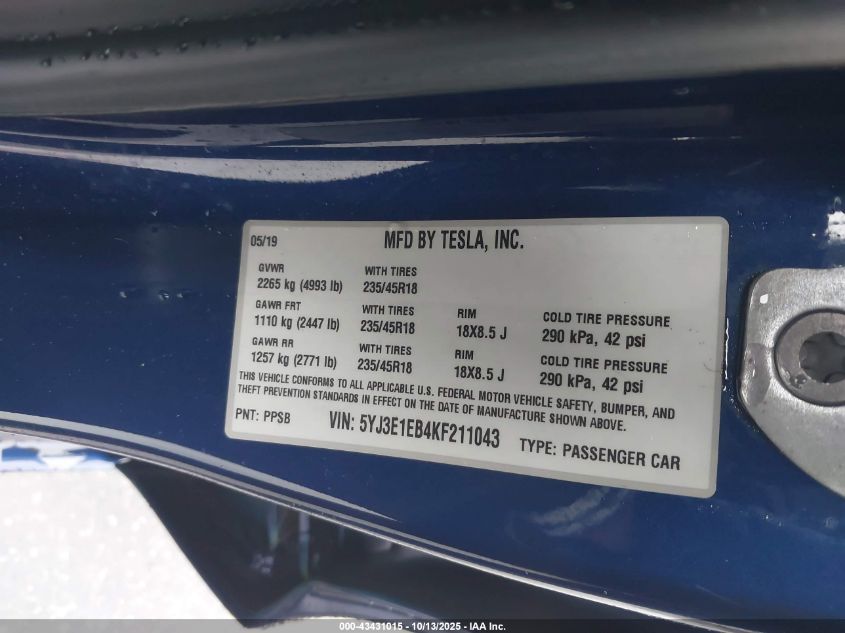 05/19 MFD BY TESLA, INC.
GVWR WITH TIRES
2265 kg (4993 lb) 235/45R18
GAWR FRT WITH TIRES RIM COLD TIRE PRESSURE
1110 kg (2447 lb) 235/45R18 18X8.5 J 290 kPa, 42 psi
GAWR RR WITH TIRES RIM COLD TIRE PRESSURE
1257 kg (2771 lb) 235/45R18 18X8.5 J 290 kPa, 42 psi
THIS VEHICLE CONFORMS TO ALL APPLICABLE U.S. FEDERAL MOTOR VEHICLE SAFETY, BUMPER, AND
THEFT PREVENTION STANDARDS IN EFFECT ON THE DATE OF MANUFACTURE SHOWN ABOVE.
PNT: PPSB VIN: 5YJ3E1EB4KF211043 TYPE: PASSENGER CAR
000-43431015 - 10/13/2025 - IAA Inc.